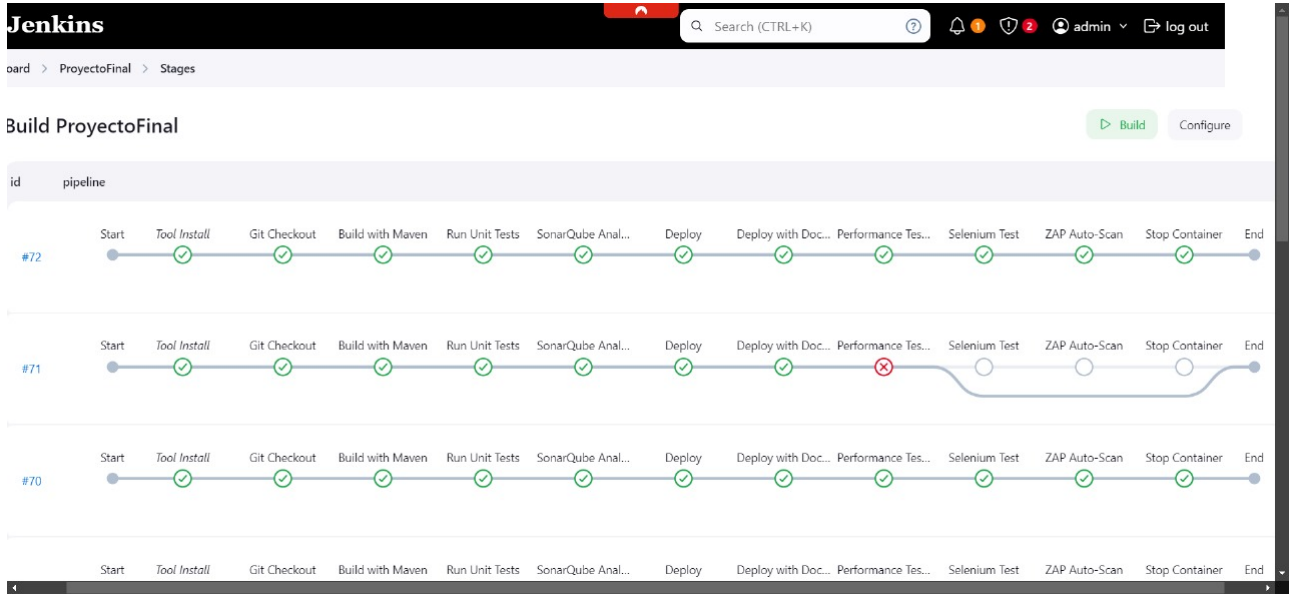 Jenkins Search (CTRL+K) ? 1 2 admin log out
oard > ProyectoFinal > Stages
Build ProyectoFinal Build Configure
id pipeline
Start Tool Install Git Checkout Build with Maven Run Unit Tests SonarQube Anal... Deploy Deploy with Doc... Performance Tes... Selenium Test ZAP Auto-Scan Stop Container End
#72
Start Tool Install Git Checkout Build with Maven Run Unit Tests SonarQube Anal... Deploy Deploy with Doc... Performance Tes... Selenium Test ZAP Auto-Scan Stop Container End
#71
Start Tool Install Git Checkout Build with Maven Run Unit Tests SonarQube Anal... Deploy Deploy with Doc... Performance Tes... Selenium Test ZAP Auto-Scan Stop Container End
#70
Start Tool Install Git Checkout Build with Maven Run Unit Tests SonarQube Anal... Deploy Deploy with Doc... Performance Tes... Selenium Test ZAP Auto-Scan Stop Container End